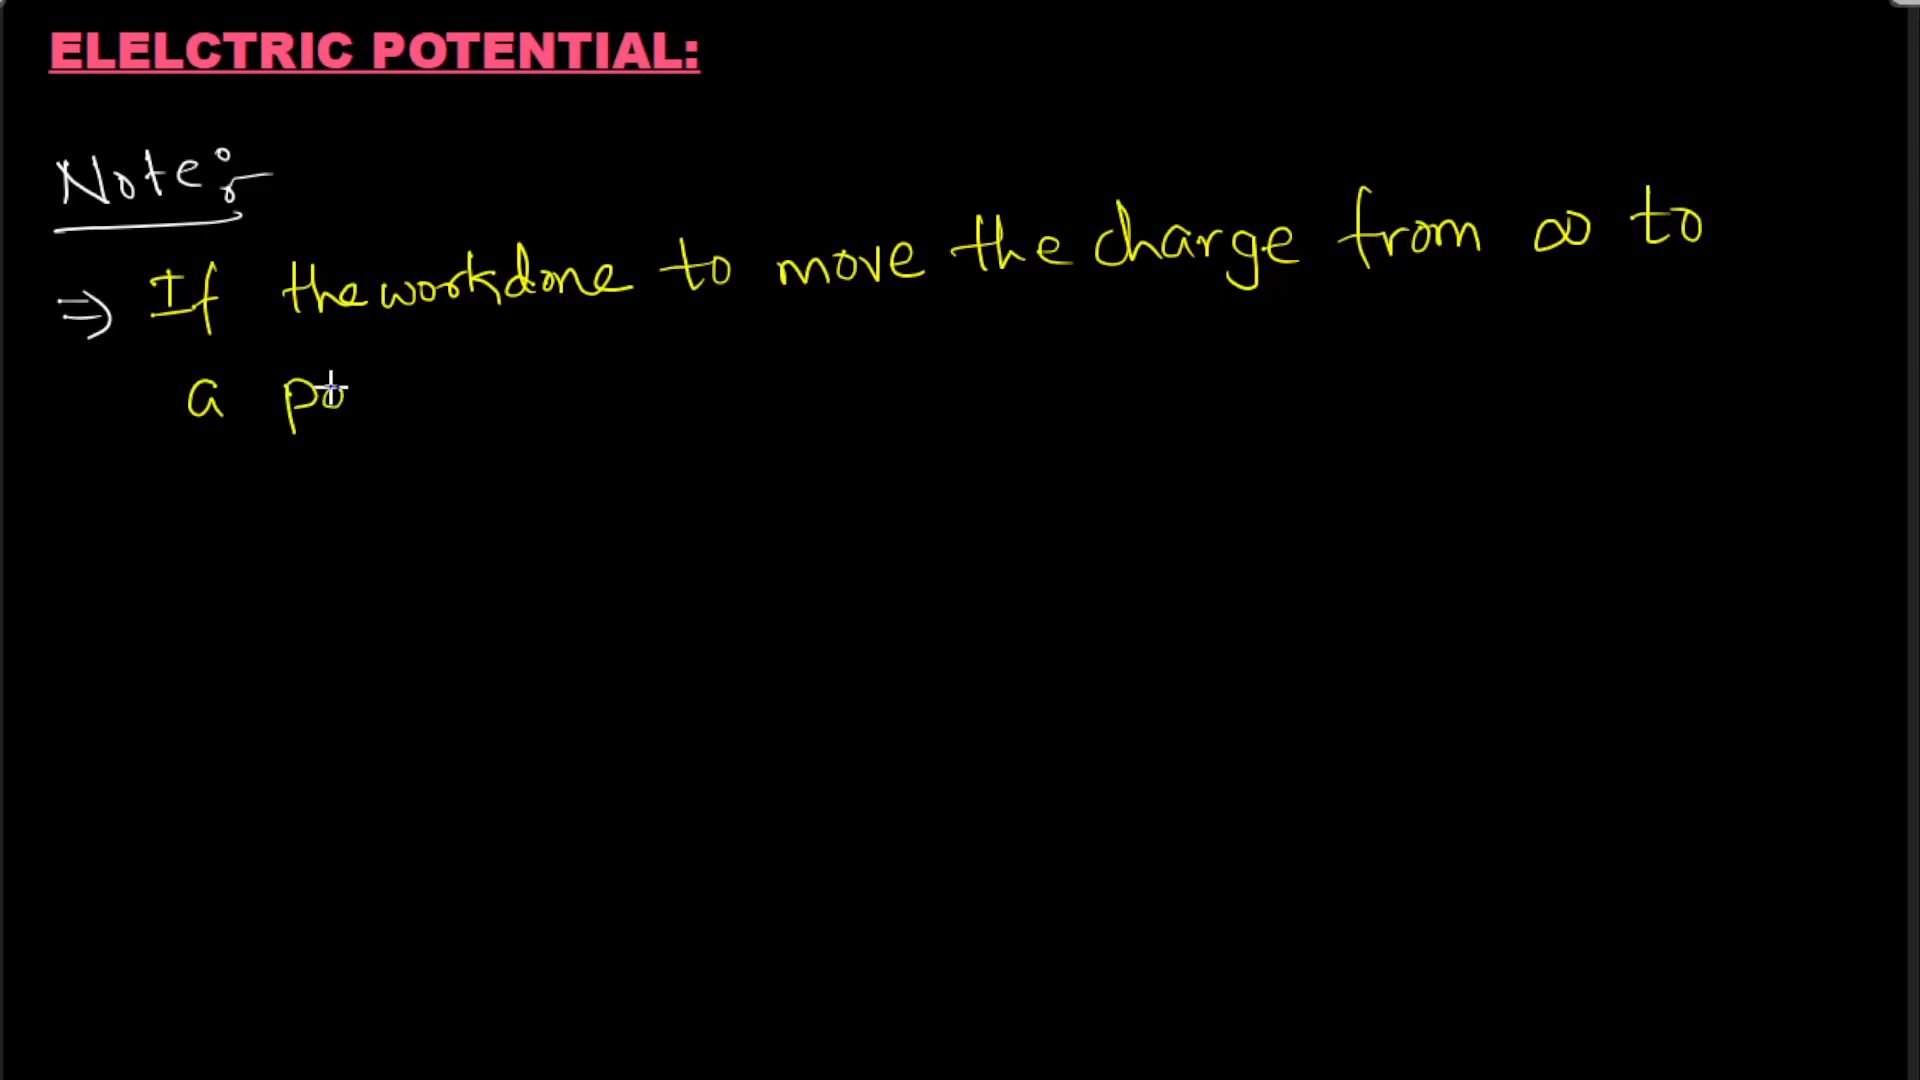 ELELCTRIC POTENTIAL:
Note:-
⇒ If the workdone to move the charge from ∞ to
a po